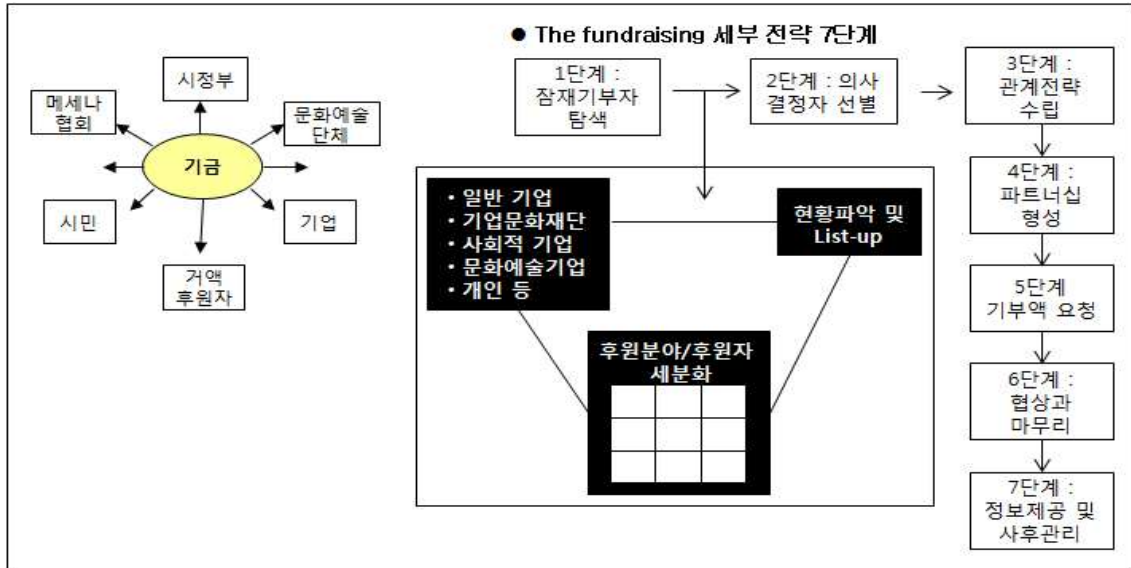 ● The fundraising 세부 전략 7단계
시정부
메세나
협회
문화예술
단체
기금
시민
기업
거액
후원자
1단계 :
잠재기부자
탐색
2단계 : 의사
결정자 선별
3단계 :
관계전략
수립
4단계 :
파트너십
형성
5단계
기부액 요청
6단계 :
협상과
마무리
7단계 :
정보제공 및
사후관리
• 일반 기업
• 기업문화재단
• 사회적 기업
• 문화예술기업
• 개인 등
현황파악 및
List-up
후원분야/후원자
세분화